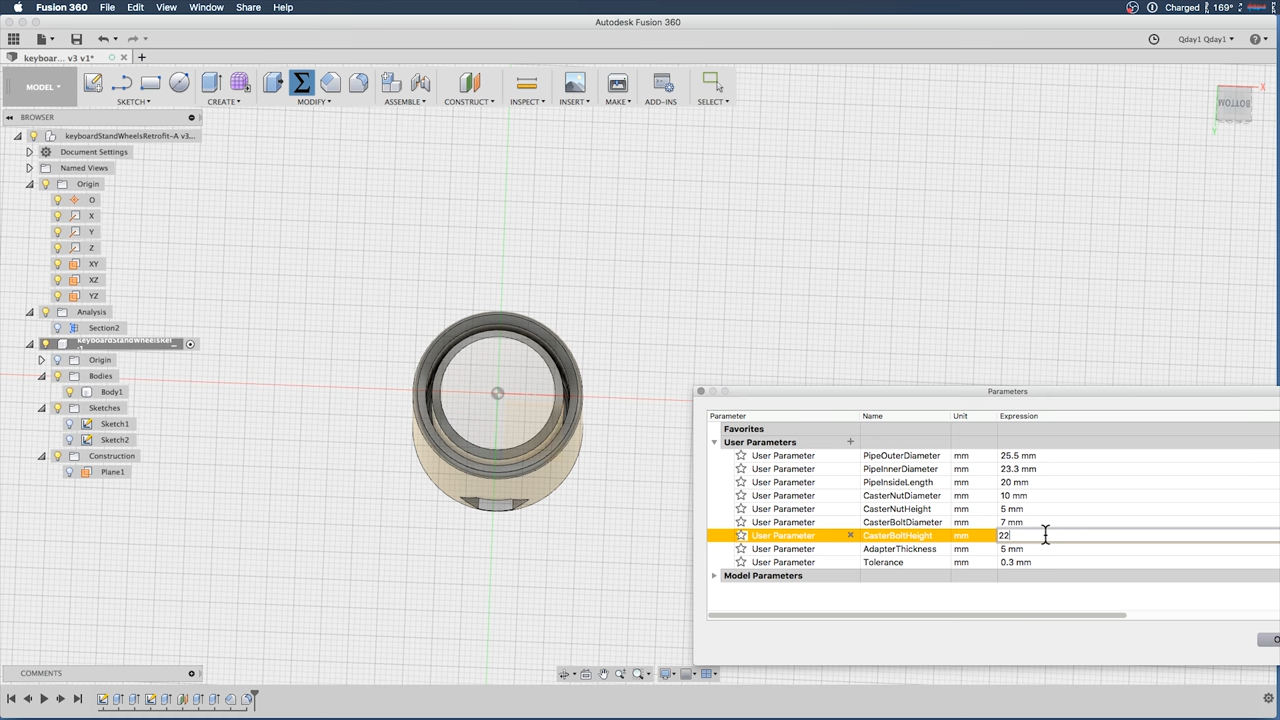 Fusion 360 File Edit View Window Share Help Charged 169°
Autodesk Fusion 360
Qday1 Qday1
keyboar... v3 v1*
MODEL
SKETCH CREATE MODIFY ASSEMBLE CONSTRUCT INSPECT INSERT MAKE ADD-INS SELECT
BROWSER
keyboardStandWheelsRetrofit-A v3...
Document Settings
Named Views
Origin
O
X
Y
Z
XY
XZ
YZ
Analysis
Section2
keyboardStandWheelsRet
Origin
Bodies
Body1
Sketches
Sketch1
Sketch2
Construction
Plane1
BOTTOM
X
Y
Parameters
Parameter Name Unit Expression
Favorites
User Parameters
User Parameter PipeOuterDiameter mm 25.5 mm
User Parameter PipeInnerDiameter mm 23.3 mm
User Parameter PipeInsideLength mm 20 mm
User Parameter CasterNutDiameter mm 10 mm
User Parameter CasterNutHeight mm 5 mm
User Parameter CasterBoltDiameter mm 7 mm
User Parameter CasterBoltHeight mm 22
User Parameter AdapterThickness mm 5 mm
User Parameter Tolerance mm 0.3 mm
Model Parameters
COMMENTS